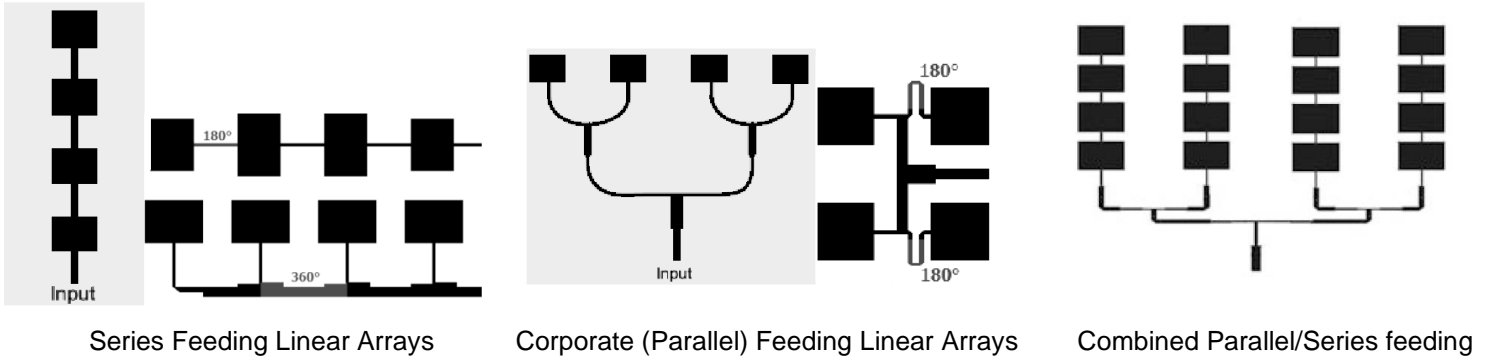 180°
360°
Input
Input
180°
180°
Series Feeding Linear Arrays
Corporate (Parallel) Feeding Linear Arrays
Combined Parallel/Series feeding